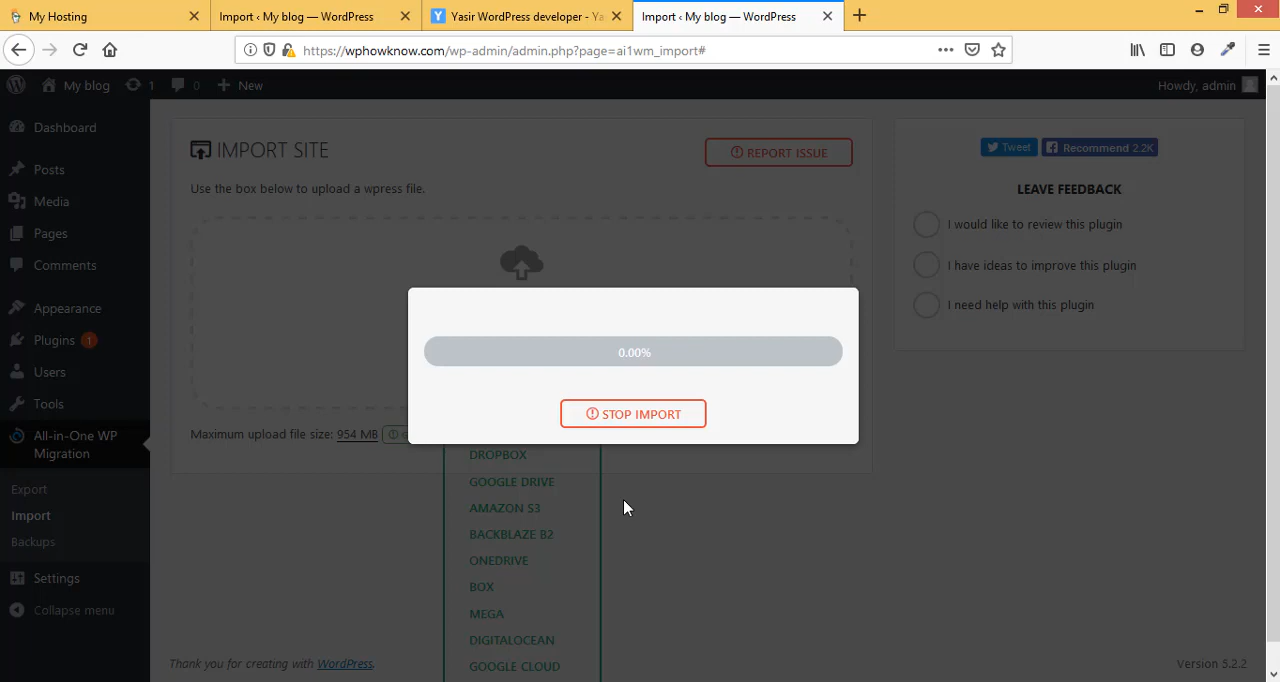 My Hosting
Import ‹ My blog — WordPress
Yasir WordPress developer - Ya
Import ‹ My blog — WordPress
https://wphowknow.com/wp-admin/admin.php?page=ai1wm_import#
My blog
1
0
New
Howdy, admin
Dashboard
Posts
Media
Pages
Comments
Appearance
Plugins 1
Users
Tools
All-in-One WP
Migration
Export
Import
Backups
Settings
Collapse menu
IMPORT SITE
REPORT ISSUE
Use the box below to upload a wpress file.
0.00%
STOP IMPORT
Maximum upload file size: 954 MB
DROPBOX
GOOGLE DRIVE
AMAZON S3
BACKBLAZE B2
ONEDRIVE
BOX
MEGA
DIGITALOCEAN
GOOGLE CLOUD
Tweet
Recommend 2.2K
LEAVE FEEDBACK
I would like to review this plugin
I have ideas to improve this plugin
I need help with this plugin
Thank you for creating with WordPress.
Version 5.2.2